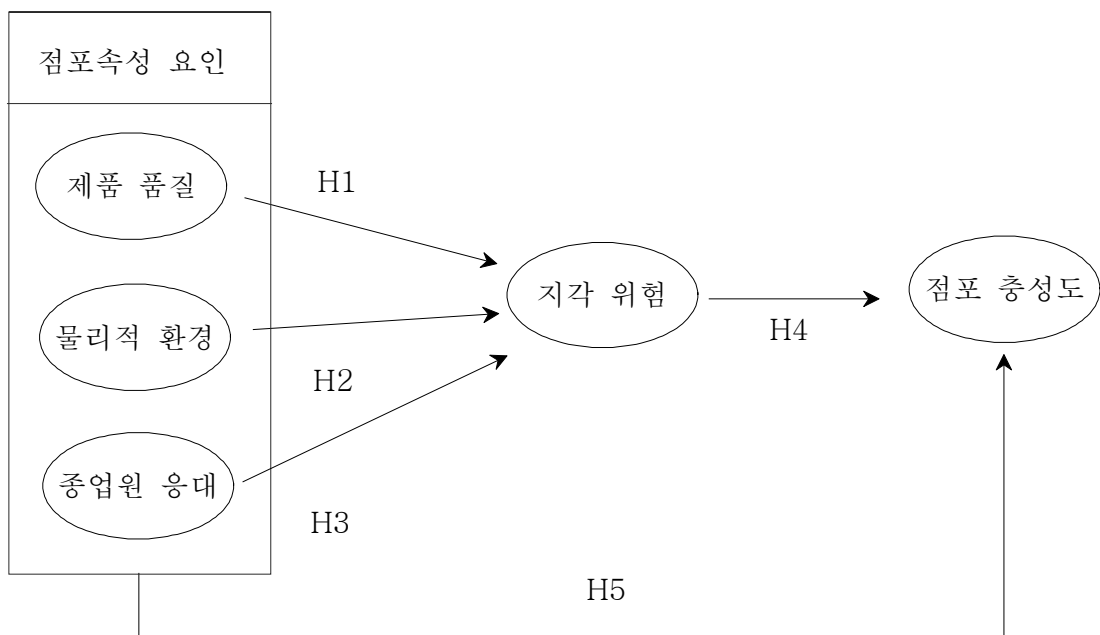 점포속성 요인
제품 품질
H1
지각 위험
점포 충성도
물리적 환경
H4
H2
종업원 응대
H3
H5